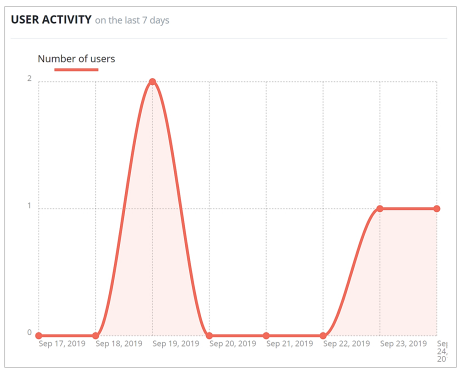 USER ACTIVITY on the last 7 days
Number of users
2
1
0
Sep 17, 2019 Sep 18, 2019 Sep 19, 2019 Sep 20, 2019 Sep 21, 2019 Sep 22, 2019 Sep 23, 2019 Sep
24,
20